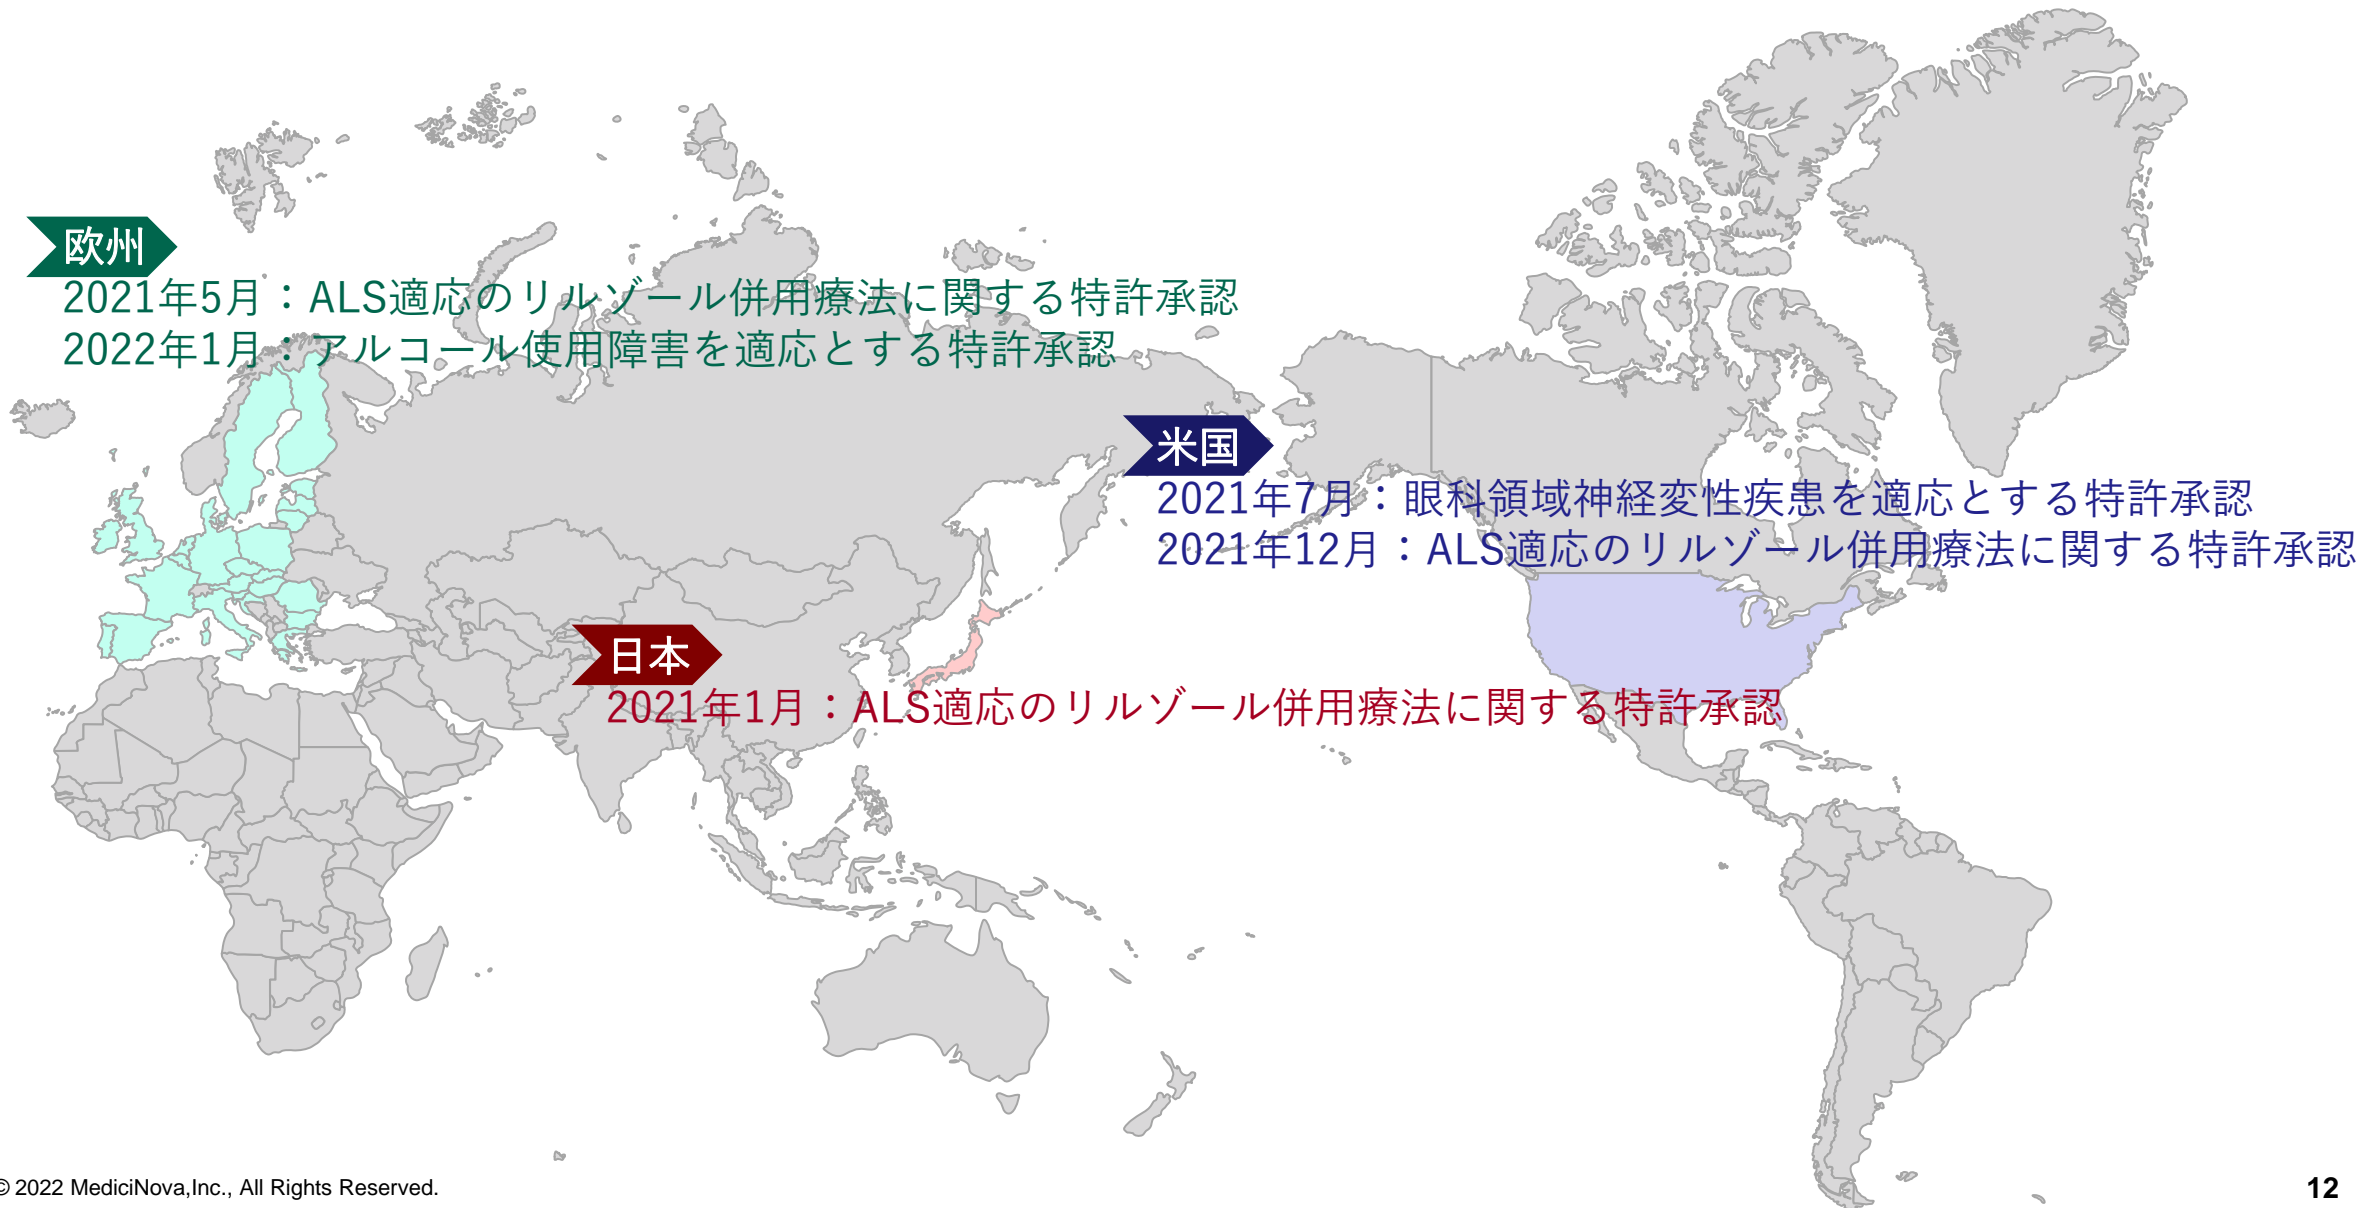 欧州
2021年5月：ALS適応のリルゾール併用療法に関する特許承認
2022年1月：アルコール使用障害を適応とする特許承認
米国
2021年7月：眼科領域神経変性疾患を適応とする特許承認
2021年12月：ALS適応のリルゾール併用療法に関する特許承認
日本
2021年1月：ALS適応のリルゾール併用療法に関する特許承認
© 2022 MediciNova,Inc., All Rights Reserved.
12